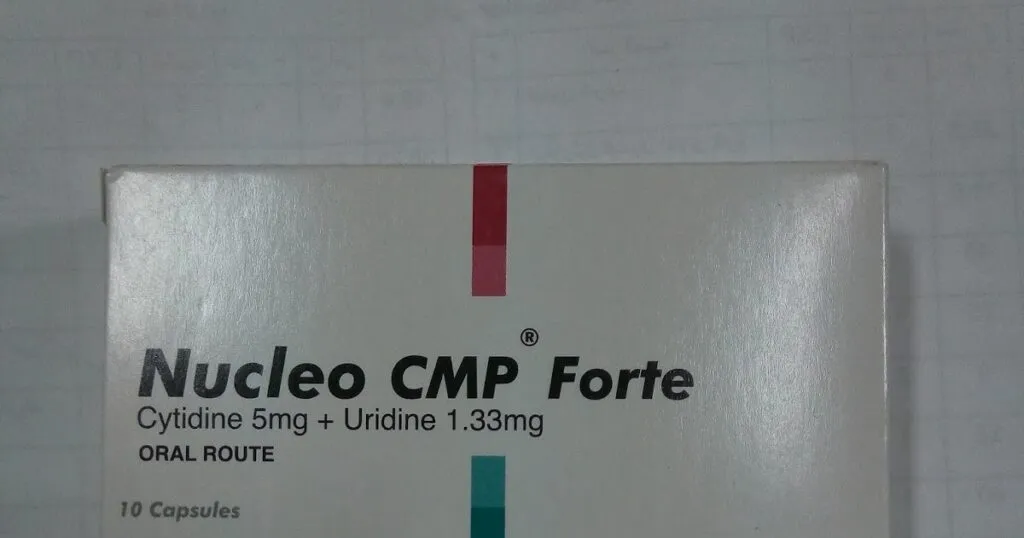 Nucleo CMP® Forte
Cytidine 5mg + Uridine 1.33mg
ORAL ROUTE
10 Capsules